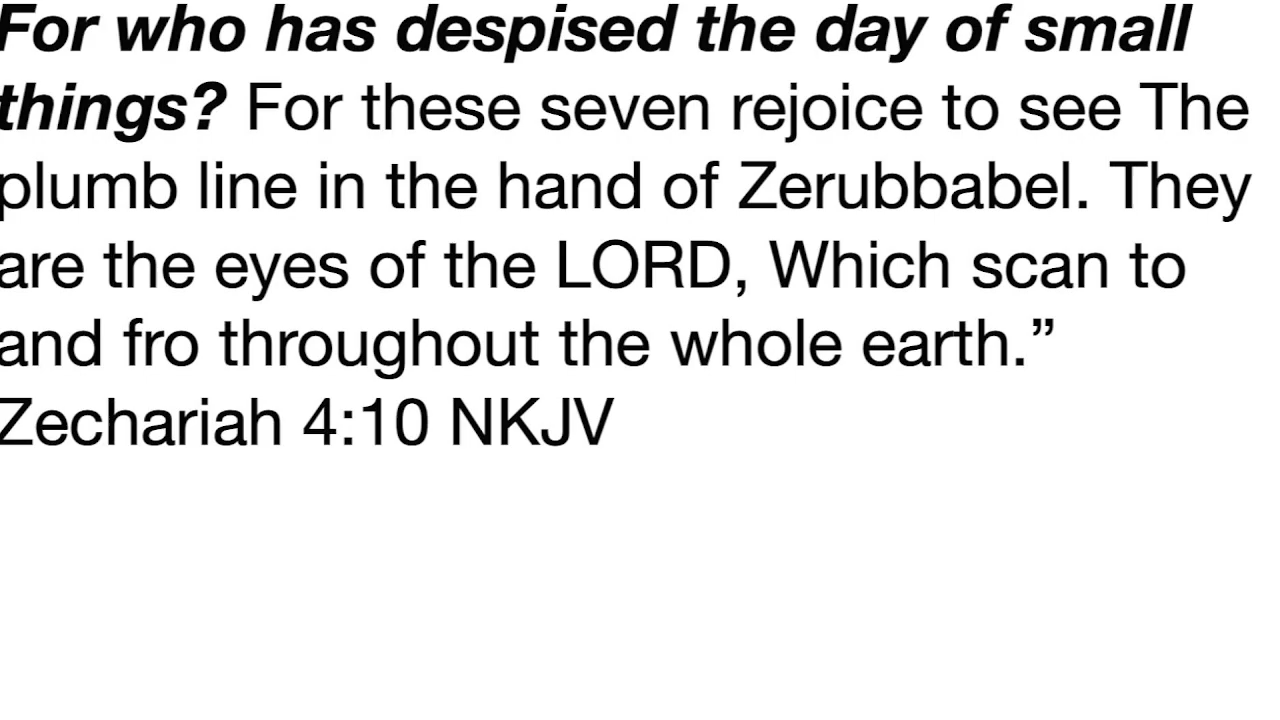 For who has despised the day of small
things? For these seven rejoice to see The
plumb line in the hand of Zerubbabel. They
are the eyes of the LORD, Which scan to
and fro throughout the whole earth.”
Zechariah 4:10 NKJV